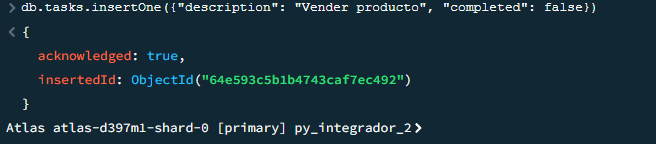 > db.tasks.insertOne({"description": "Vender producto", "completed": false})
< {
acknowledged: true,
insertedId: ObjectId("64e593c5b1b4743caf7ec492")
}
Atlas atlas-d397m1-shard-0 [primary] py_integrador_2>